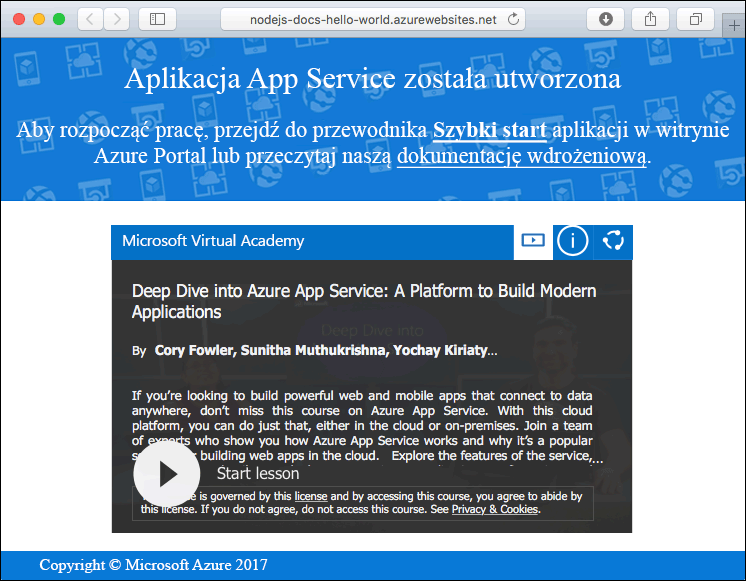 nodejs-docs-hello-world.azurewebsites.net
Aplikacja App Service została utworzona
Aby rozpocząć pracę, przejdź do przewodnika Szybki start aplikacji w witrynie
Azure Portal lub przeczytaj naszą dokumentację wdrożeniową.
Microsoft Virtual Academy
Deep Dive into Azure App Service: A Platform to Build Modern
Applications
Deep Dive into
By Cory Fowler, Sunitha Muthukrishna, Yochay Kiriaty...
If you're looking to build powerful web and mobile apps that connect to data
anywhere, don't miss this course on Azure App Service. With this cloud
platform, you can do just that, either in the cloud or on-premises. Join a team
of experts who show you how Azure App Service works and why it's a popular
building web apps in the cloud. Explore the features of the service,...
Start lesson
is governed by this license and by accessing this course, you agree to abide by
this license. If you do not agree, do not access this course. See Privacy & Cookies.
Copyright © Microsoft Azure 2017